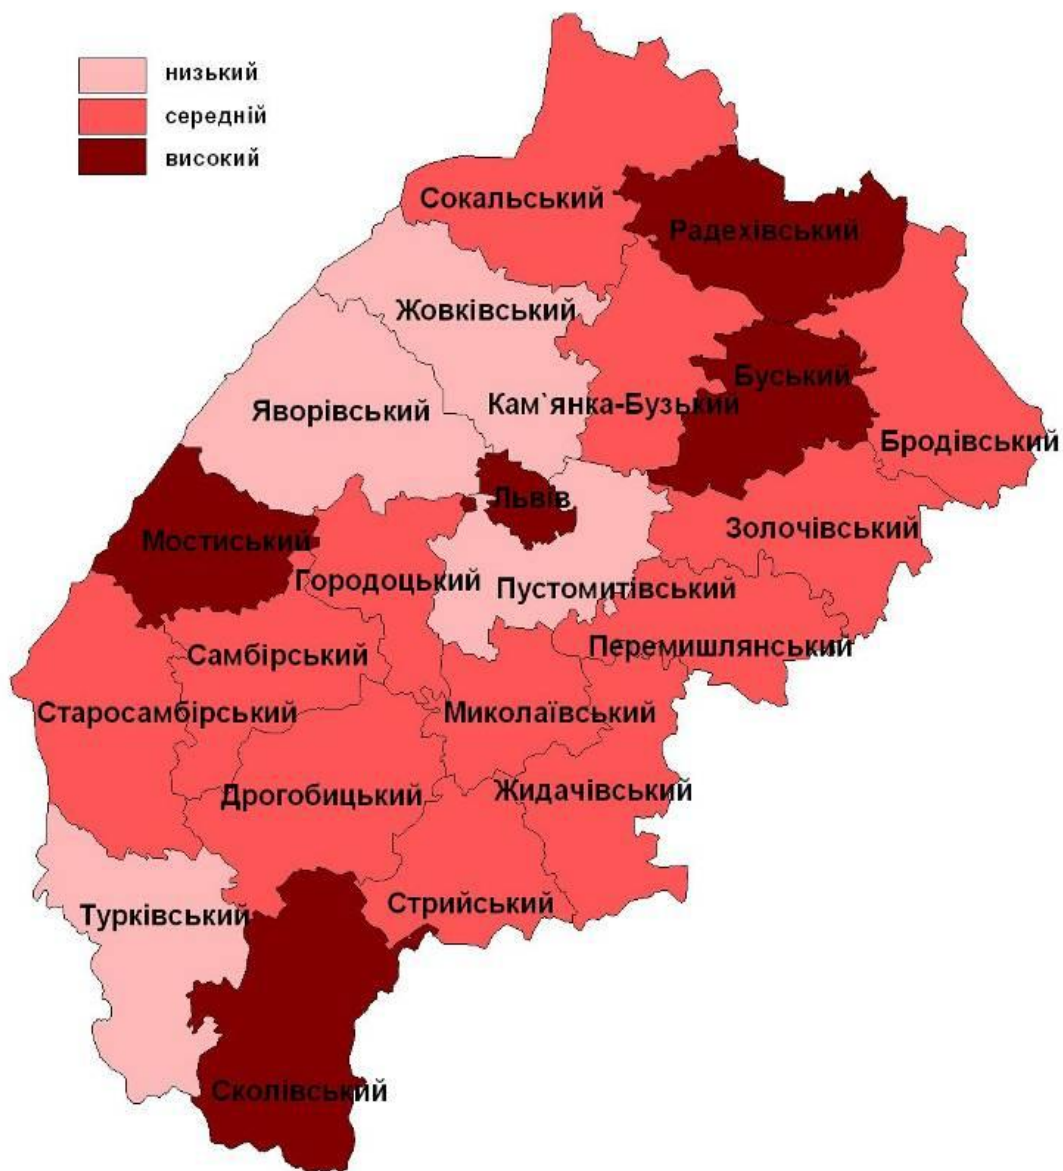 низький
середній
високий
Сокальський
Радехівський
Жовківський
Буський
Яворівський
Кам`янка-Бузький
Бродівський
Львів
Золочівський
Мостиський
Городоцький
Пустомитівський
Самбірський
Перемишлянський
Старосамбірський
Миколаївський
Дрогобицький
Жидачівський
Стрийський
Турківський
Сколівський